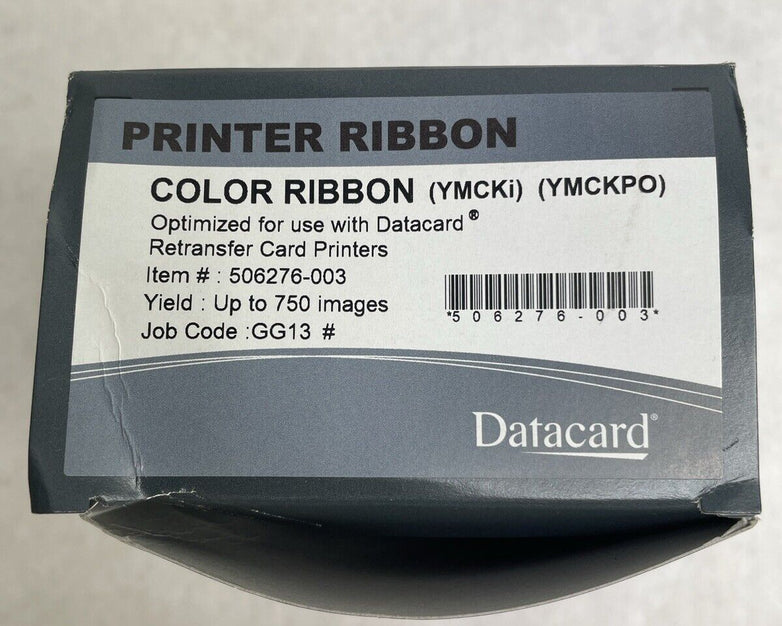 PRINTER RIBBON
COLOR RIBBON (YMCKi) (YMCKPO)
Optimized for use with Datacard®
Retransfer Card Printers
Item # : 506276-003
Yield : Up to 750 images
Job Code :GG13 #
*506276-003*
Datacard®